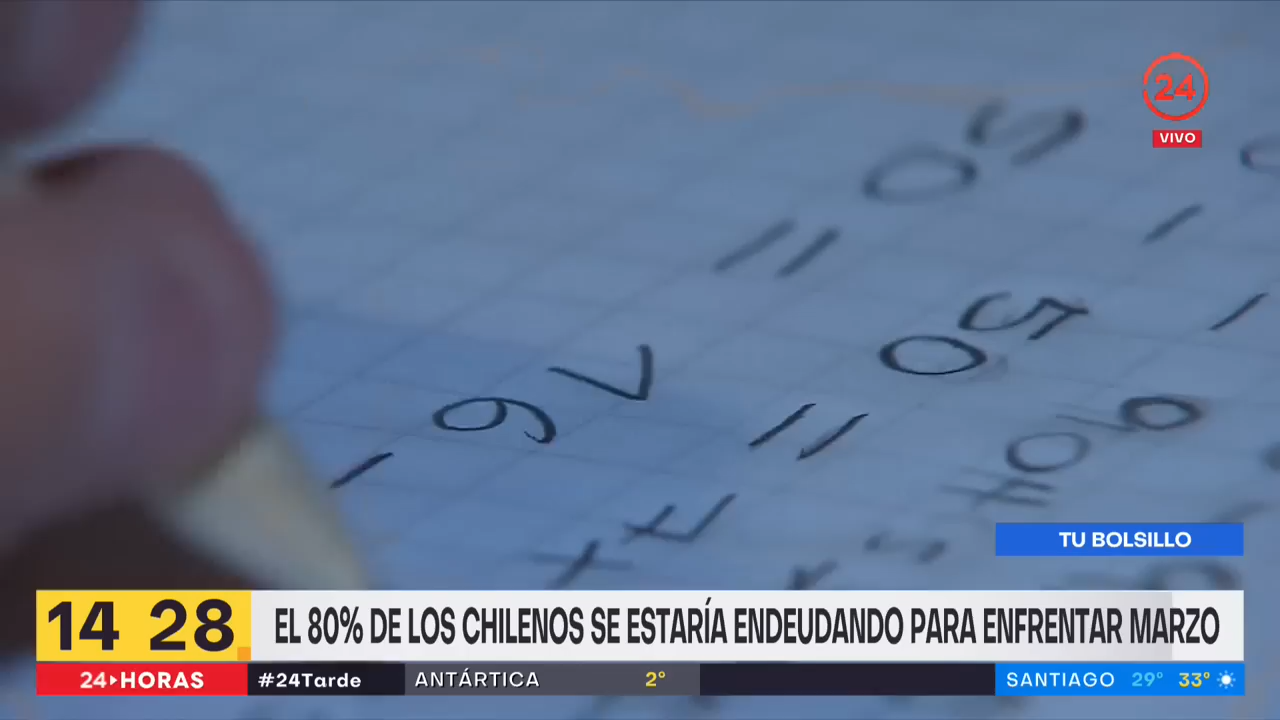 24
VIVO
TU BOLSILLO
14 28
EL 80% DE LOS CHILENOS SE ESTARÍA ENDEUDANDO PARA ENFRENTAR MARZO
24 HORAS
#24Tarde
ANTÁRTICA 2°
SANTIAGO 29° 33°